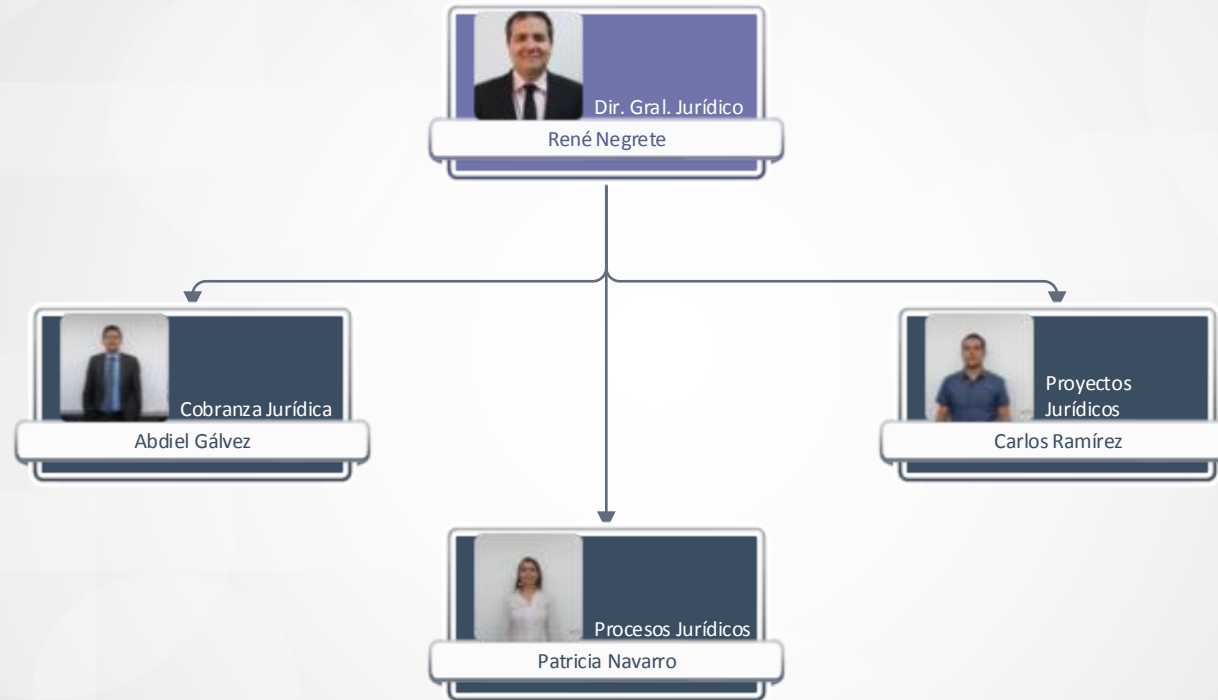 Dir. Gral. Jurídico
René Negrete
Cobranza Jurídica
Abdiel Gálvez
Proyectos
Jurídicos
Carlos Ramírez
Procesos Jurídicos
Patricia Navarro